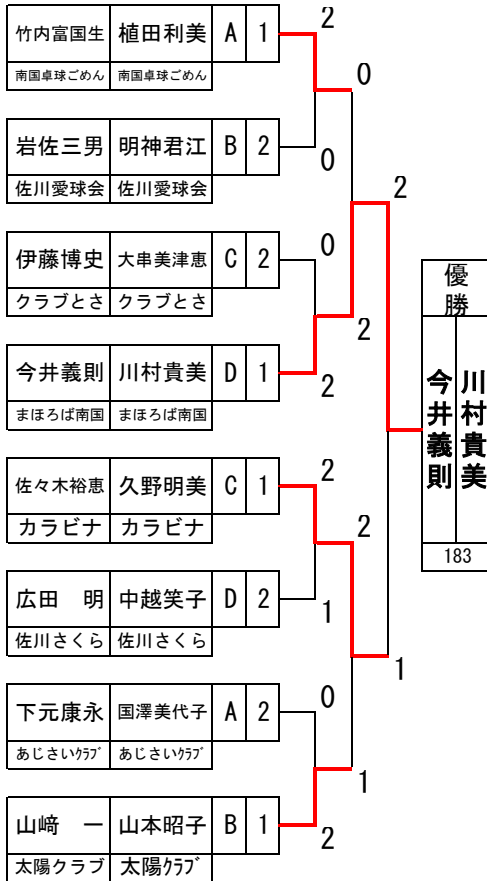 竹内富国生 植田利美 A 1
2
南国卓球ごめん 南国卓球ごめん
0
岩佐三男 明神君江 B 2
0
佐川愛球会 佐川愛球会
2
伊藤博史 大串美津恵 C 2
0
クラブとさ クラブとさ
優勝
2
今井義則 川村貴美 D 1
2
まほろば南国 まほろば南国
今井義則 川村貴美
佐々木裕恵 久野明美 C 1
2
カラビナ カラビナ
2
183
広田 明 中越笑子 D 2
1
佐川さくら 佐川さくら
1
下元康永 国澤美代子 A 2
0
あじさいクラブ あじさいクラブ
1
山﨑 一 山本昭子 B 1
2
太陽クラブ 太陽クラブ